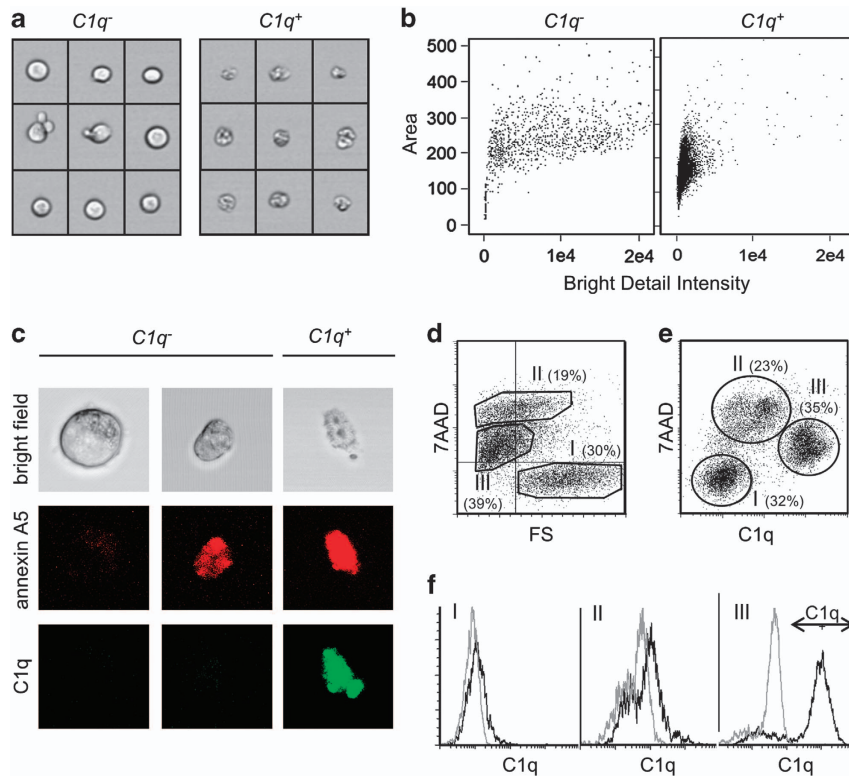 a
C1q-
C1q+
b
C1q-
C1q+
Area
500
400
300
200
100
0
0
1e4
2e4
0
1e4
2e4
Bright Detail Intensity
c
C1q-
C1q+
bright field
annexin A5
C1q
d
7AAD
II (19%)
I (30%)
III
(39%)
FS
e
7AAD
II (23%)
III
(35%)
I (32%)
C1q
f
I
II
III
C1q
+
C1q
C1q
C1q